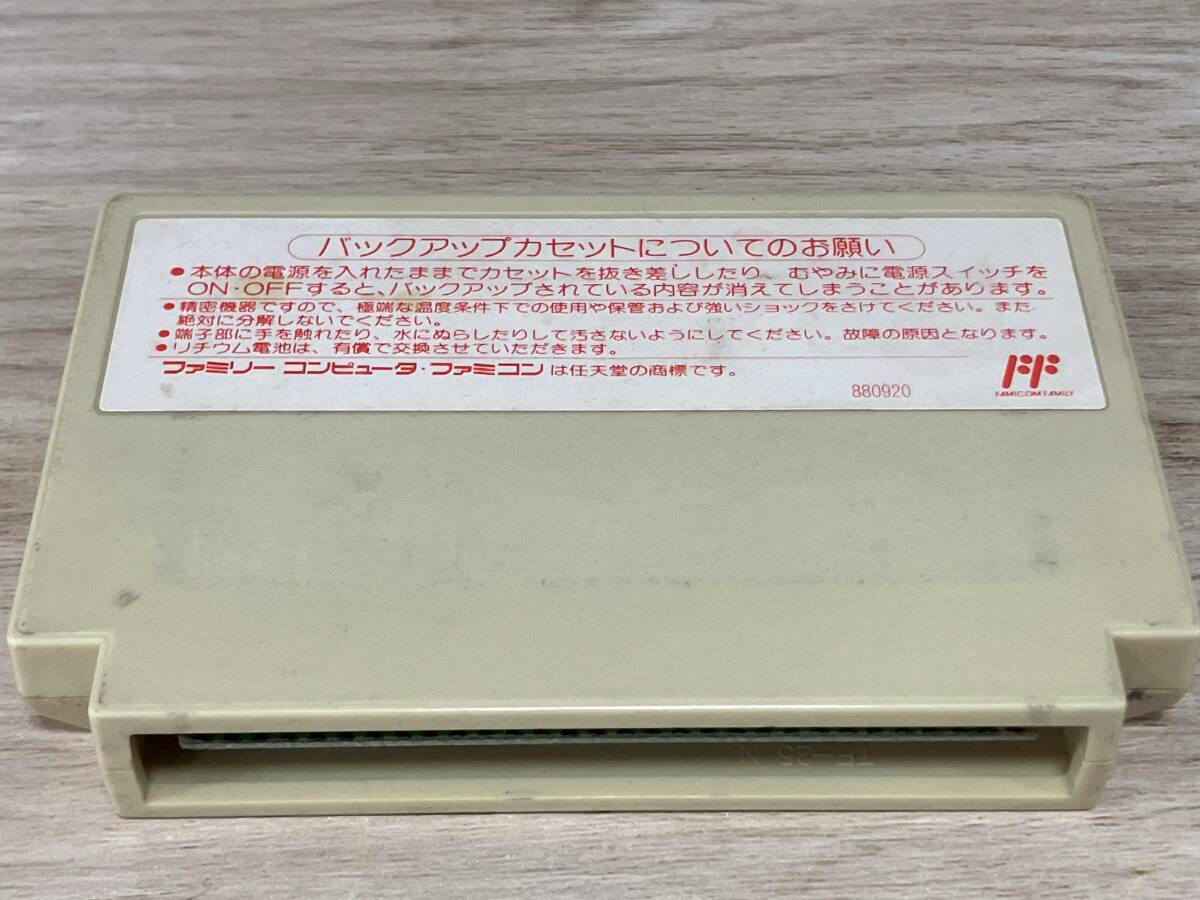 バックアップカセットについてのお願い
●本体の電源を入れたままでカセットを抜き差ししたり、むやみに電源スイッチを
ON・OFFすると、バックアップされている内容が消えてしまうことがあります。
●精密機器ですので、極端な温度条件下での使用や保管および強いショックをさけてください。また
絶対に分解しないでください。
●端子部に手を触れたり、水にぬらしたりして汚さないようにしてください。故障の原因となります。
●リチウム電池は、有償で交換させていただきます。
ファミリーコンピュータ・ファミコンは任天堂の商標です。
880920
FAMICOM FAMILY
TF-25 N